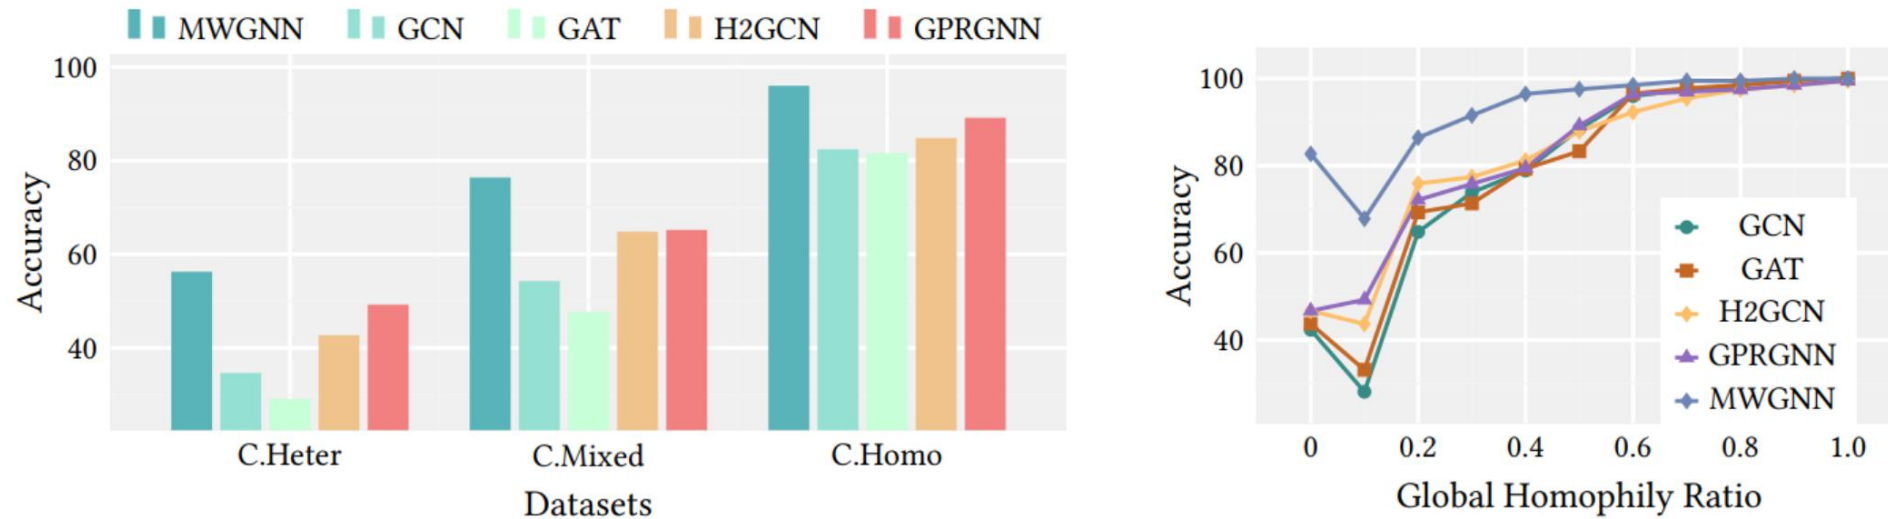 MWGNN GCN GAT H2GCN GPRGNN
100
80
60
40
Accuracy
C.Heter C.Mixed C.Homo
Datasets
100
80
60
40
Accuracy
GCN
GAT
H2GCN
GPRGNN
MWGNN
0 0.2 0.4 0.6 0.8 1.0
Global Homophily Ratio